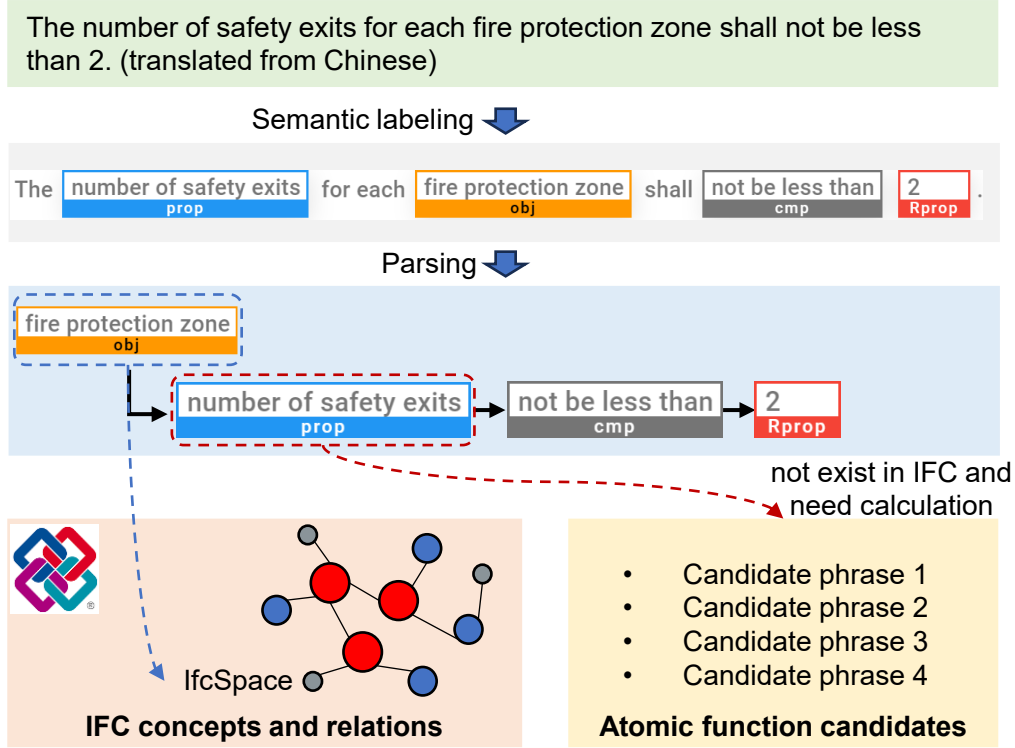 The number of safety exits for each fire protection zone shall not be less
than 2. (translated from Chinese)
Semantic labeling
The number of safety exits for each fire protection zone shall not be less than 2 .
prop obj cmp Rprop
Parsing
fire protection zone
obj
number of safety exits not be less than 2
prop cmp Rprop
not exist in IFC and
need calculation
®
IfcSpace
IFC concepts and relations
• Candidate phrase 1
• Candidate phrase 2
• Candidate phrase 3
• Candidate phrase 4
Atomic function candidates